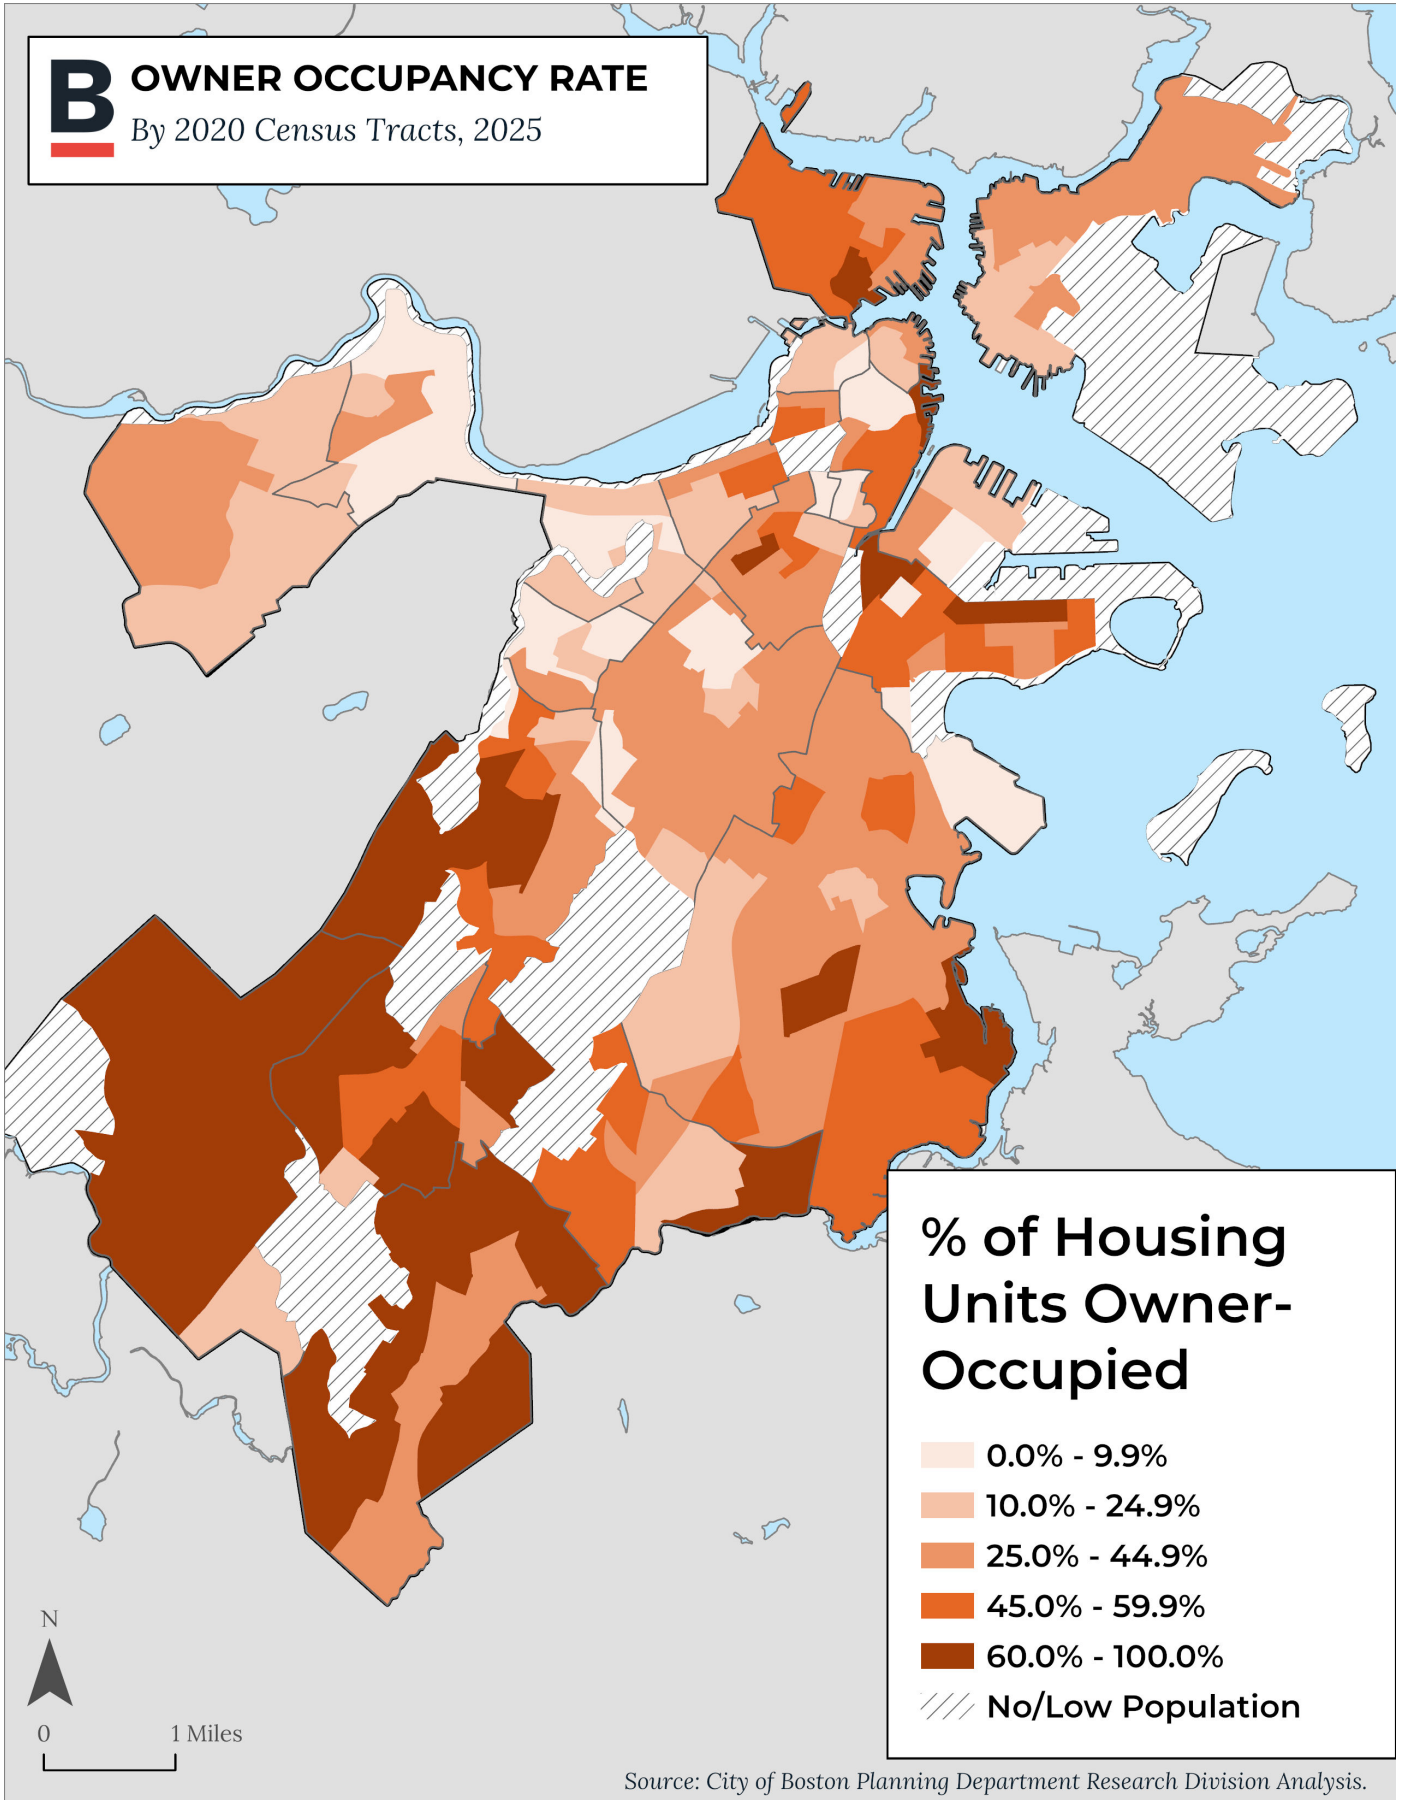 B
OWNER OCCUPANCY RATE
By 2020 Census Tracts, 2025
% of Housing
Units Owner-
Occupied
0.0% - 9.9%
10.0% - 24.9%
25.0% - 44.9%
45.0% - 59.9%
60.0% - 100.0%
No/Low Population
N
0 1 Miles
Source: City of Boston Planning Department Research Division Analysis.